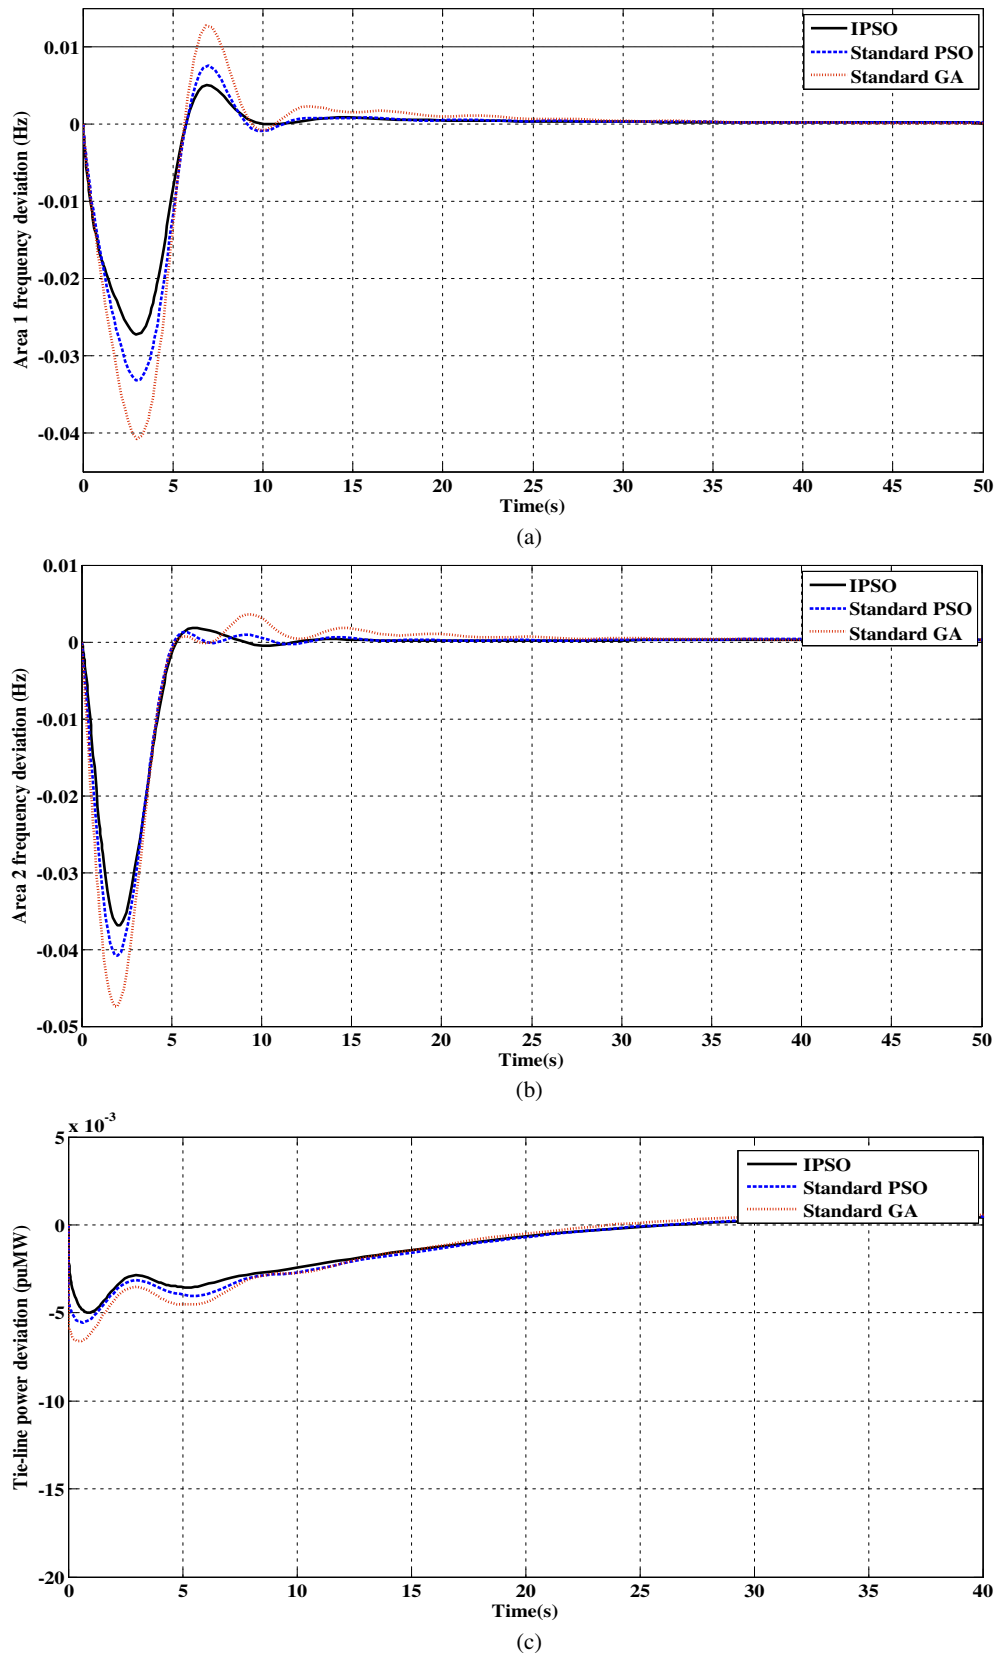 0.01
0
-0.01
-0.02
-0.03
-0.04
Area 1 frequency deviation (Hz)
IPSO
Standard PSO
Standard GA
0 5 10 15 20 25 30 35 40 45 50
Time(s)
(a)
0.01
0
-0.01
-0.02
-0.03
-0.04
-0.05
Area 2 frequency deviation (Hz)
IPSO
Standard PSO
Standard GA
0 5 10 15 20 25 30 35 40 45 50
Time(s)
(b)
x 10⁻³
5
0
-5
-10
-15
-20
Tie-line power deviation (puMW)
IPSO
Standard PSO
Standard GA
0 5 10 15 20 25 30 35 40
Time(s)
(c)